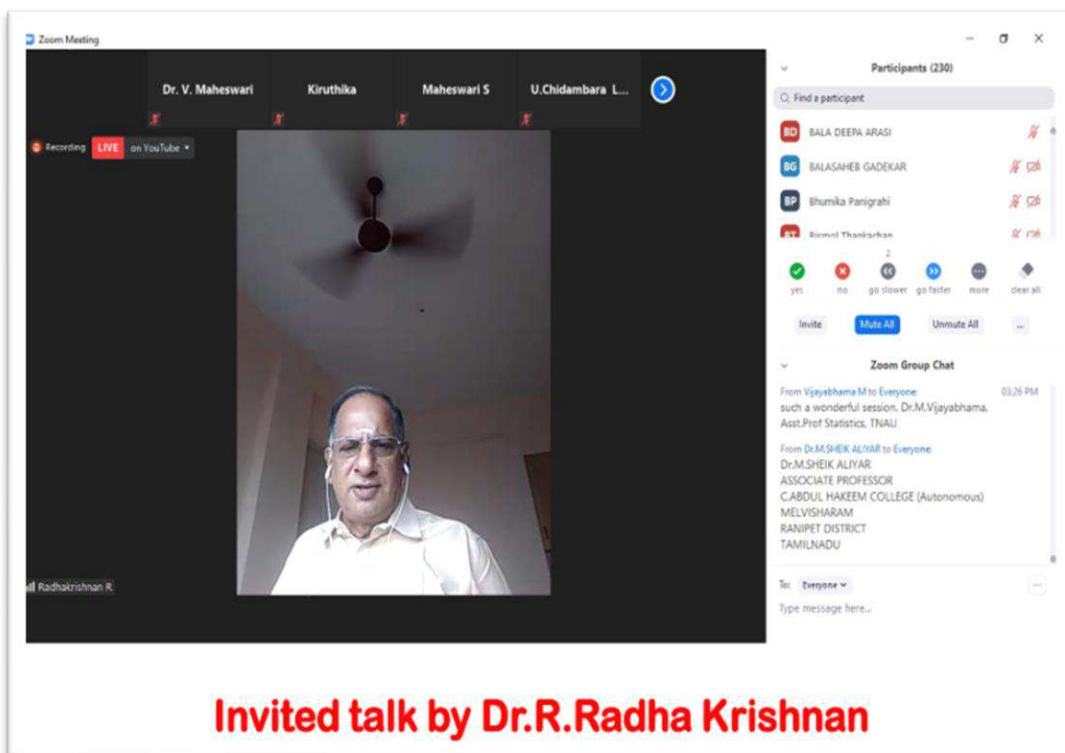 Zoom Meeting
Participants (230)
Dr. V. Maheswari
Kiruthika
Maheswari S
U.Chidambara L...
Find a participant
Recording
LIVE on YouTube
BD BALA DEEPA ARASI
BG BALASAHEB GADEKAR
BP Bhumika Panigrahi
BT Bismol Thankachan
2
yes no go slower go faster more clear all
Invite Mute All Unmute All ...
Zoom Group Chat
From Vijayabhama M to Everyone: 03:26 PM
such a wonderful session. Dr.M.Vijayabhama.
Asst.Prof Statistics, TNAU
From Dr.M.SHEIK ALIYAR to Everyone:
Dr.M.SHEIK ALIYAR
ASSOCIATE PROFESSOR
C.ABDUL HAKEEM COLLEGE (Autonomous)
MELVISHARAM
RANIPET DISTRICT
TAMILNADU
Radhakrishnan R
To: Everyone
...
Type message here...
Invited talk by Dr.R.Radha Krishnan